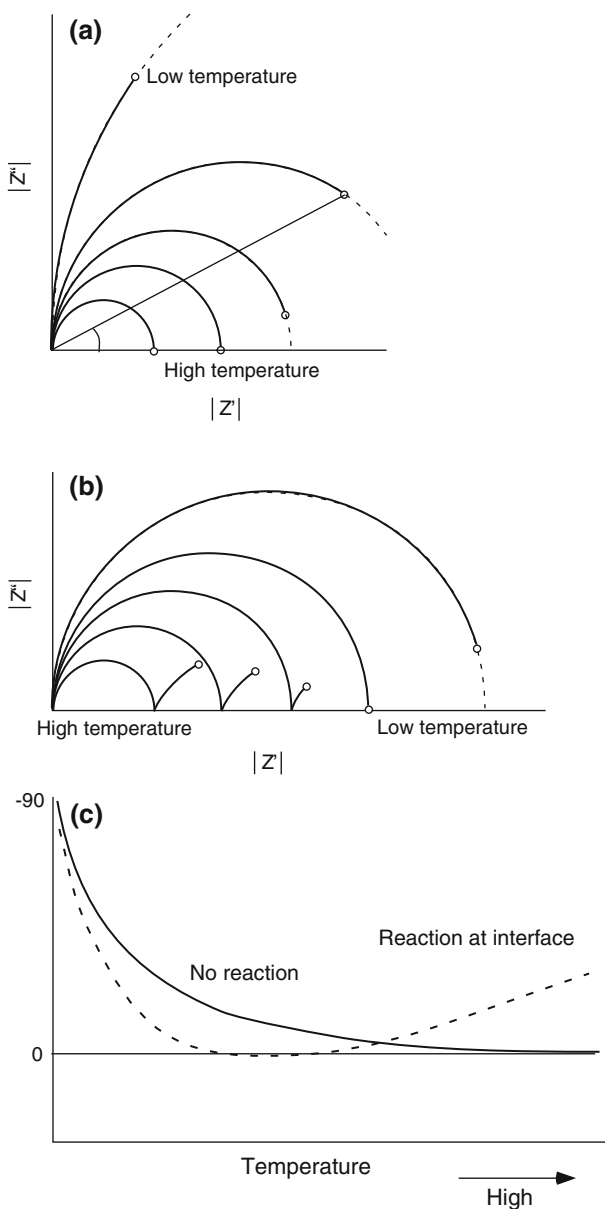 (a)
Low temperature
|Z"|
High temperature
|Z'|
(b)
|Z"|
High temperature
Low temperature
|Z'|
-90
(c)
Reaction at interface
No reaction
0
Temperature
High